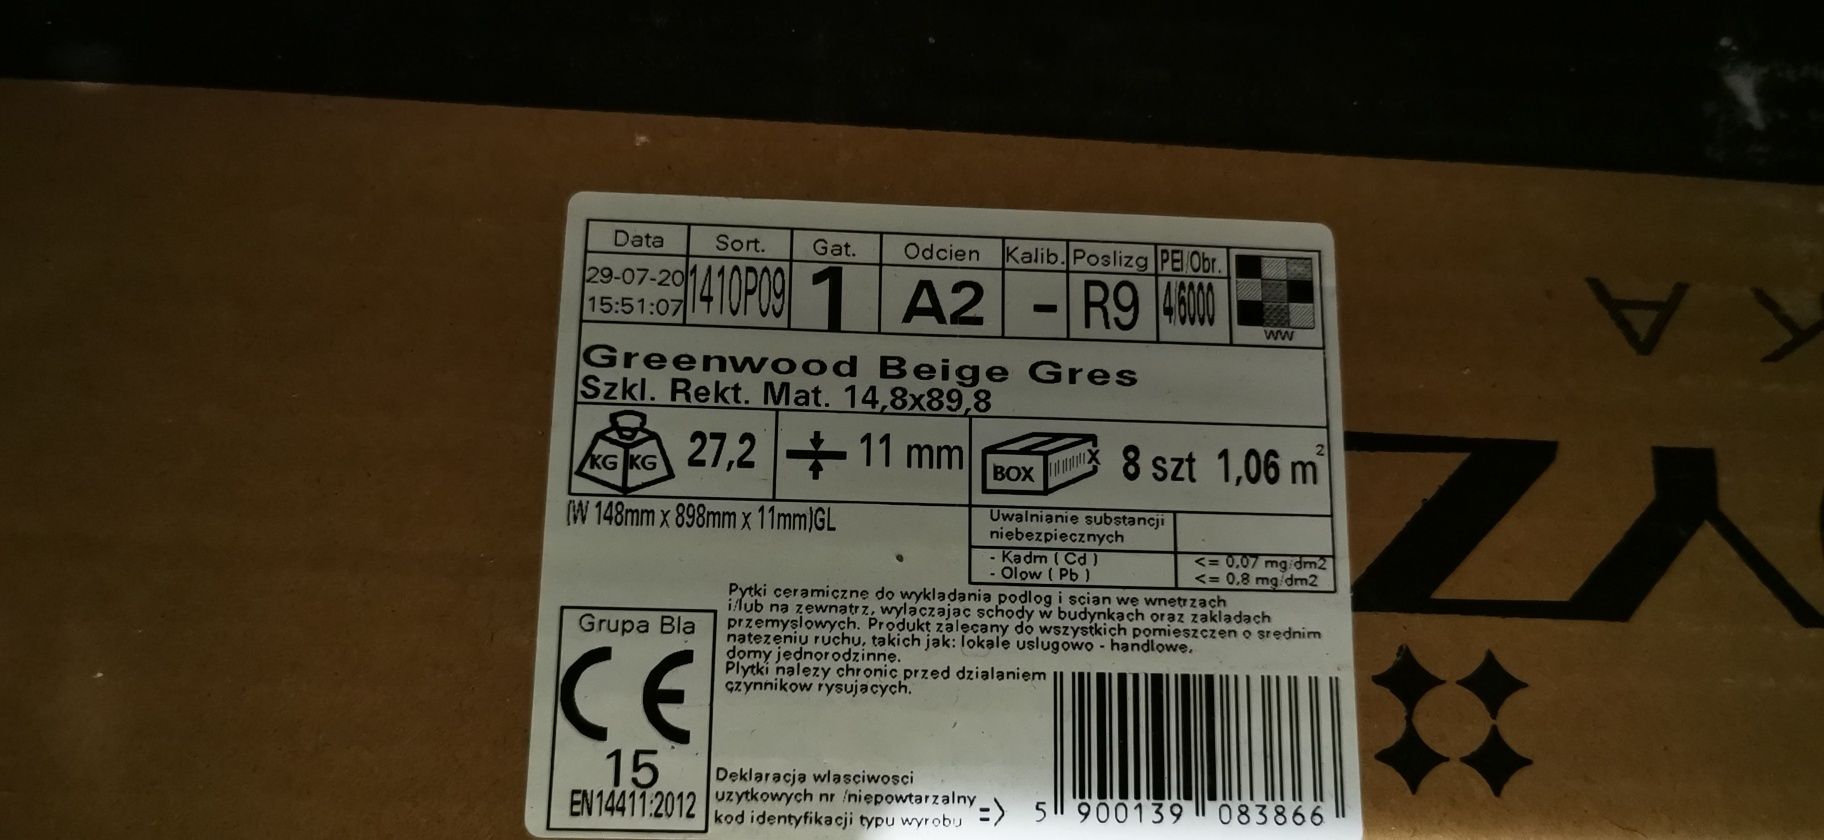 Data Sort. Gat. Odcien Kalib. Poslizg PEI/Obr.
29-07-20 15:51:07 1410P09 1 A2 - R9 4/6000
WW
Greenwood Beige Gres
Szkl. Rekt. Mat. 14,8x89,8
KG KG 27,2 11 mm BOX 8 szt 1,06 m²
(W 148mm x 898mm x 11mm)GL
Uwalnianie substancji
niebezpiecznych
- Kadm ( Cd ) <= 0,07 mg/dm2
- Olow ( Pb ) <= 0,8 mg/dm2
Pytki ceramiczne do wykladania podlog i scian we wnetrzach
i/lub na zewnatrz, wylaczajac schody w budynkach oraz zakladach
przemyslowych. Produkt zalecany do wszystkich pomieszczen o srednim
natezeniu ruchu, takich jak: lokale uslugowo - handlowe,
domy jednorodzinne.
Plytki nalezy chronic przed dzialaniem
czynnikow rysujacych.
Grupa BIa
CE
15
EN14411:2012
Deklaracja wlasciwosci
uzytkowych nr /niepowtarzalny
kod identyfikacji typu wyrobu =>
5 900139 083866